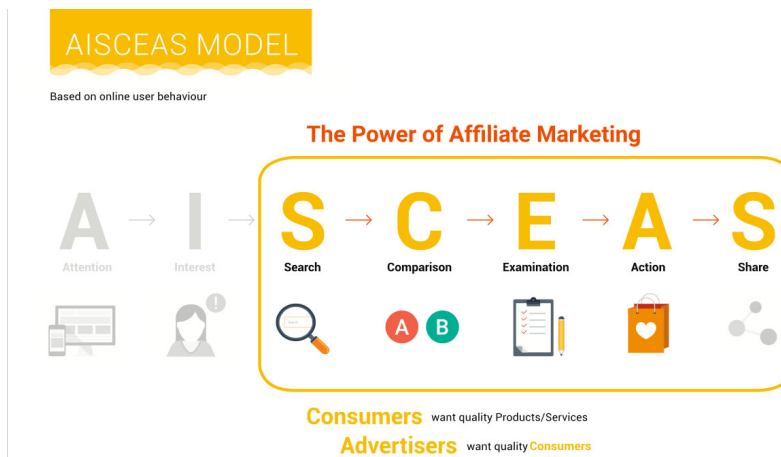 AISCEAS MODEL
Based on online user behaviour
The Power of Affiliate Marketing
A I S C E A S
Attention Interest Search Comparison Examination Action Share
A B
Consumers want quality Products/Services
Advertisers want quality Consumers